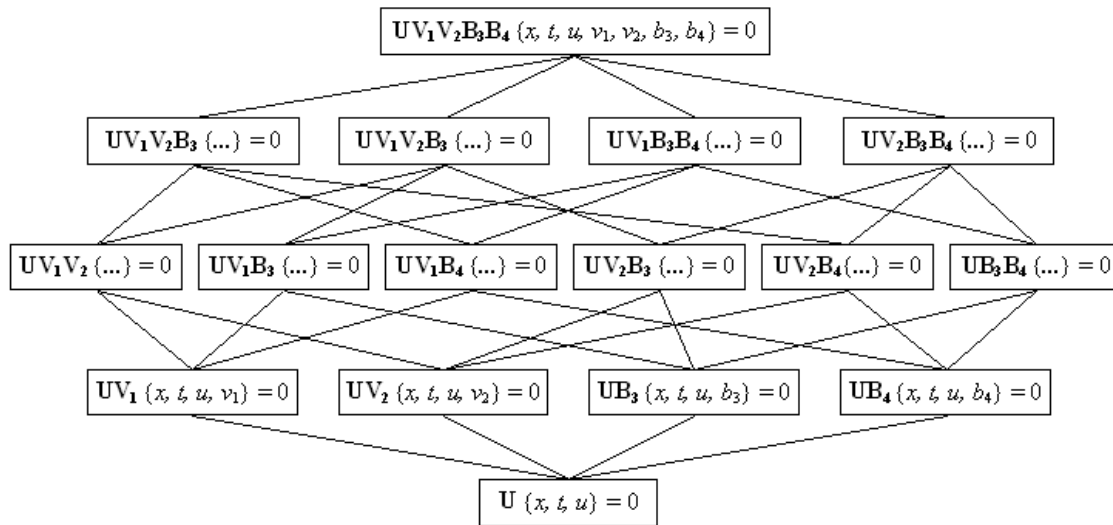 UV₁V₂B₃B₄ {x, t, u, v₁, v₂, b₃, b₄} = 0
UV₁V₂B₃ {...} = 0 UV₁V₂B₃ {...} = 0 UV₁B₃B₄ {...} = 0 UV₂B₃B₄ {...} = 0
UV₁V₂ {...} = 0 UV₁B₃ {...} = 0 UV₁B₄ {...} = 0 UV₂B₃ {...} = 0 UV₂B₄{...} = 0 UB₃B₄ {...} = 0
UV₁ {x, t, u, v₁} = 0 UV₂ {x, t, u, v₂} = 0 UB₃ {x, t, u, b₃} = 0 UB₄ {x, t, u, b₄} = 0
U {x, t, u} = 0